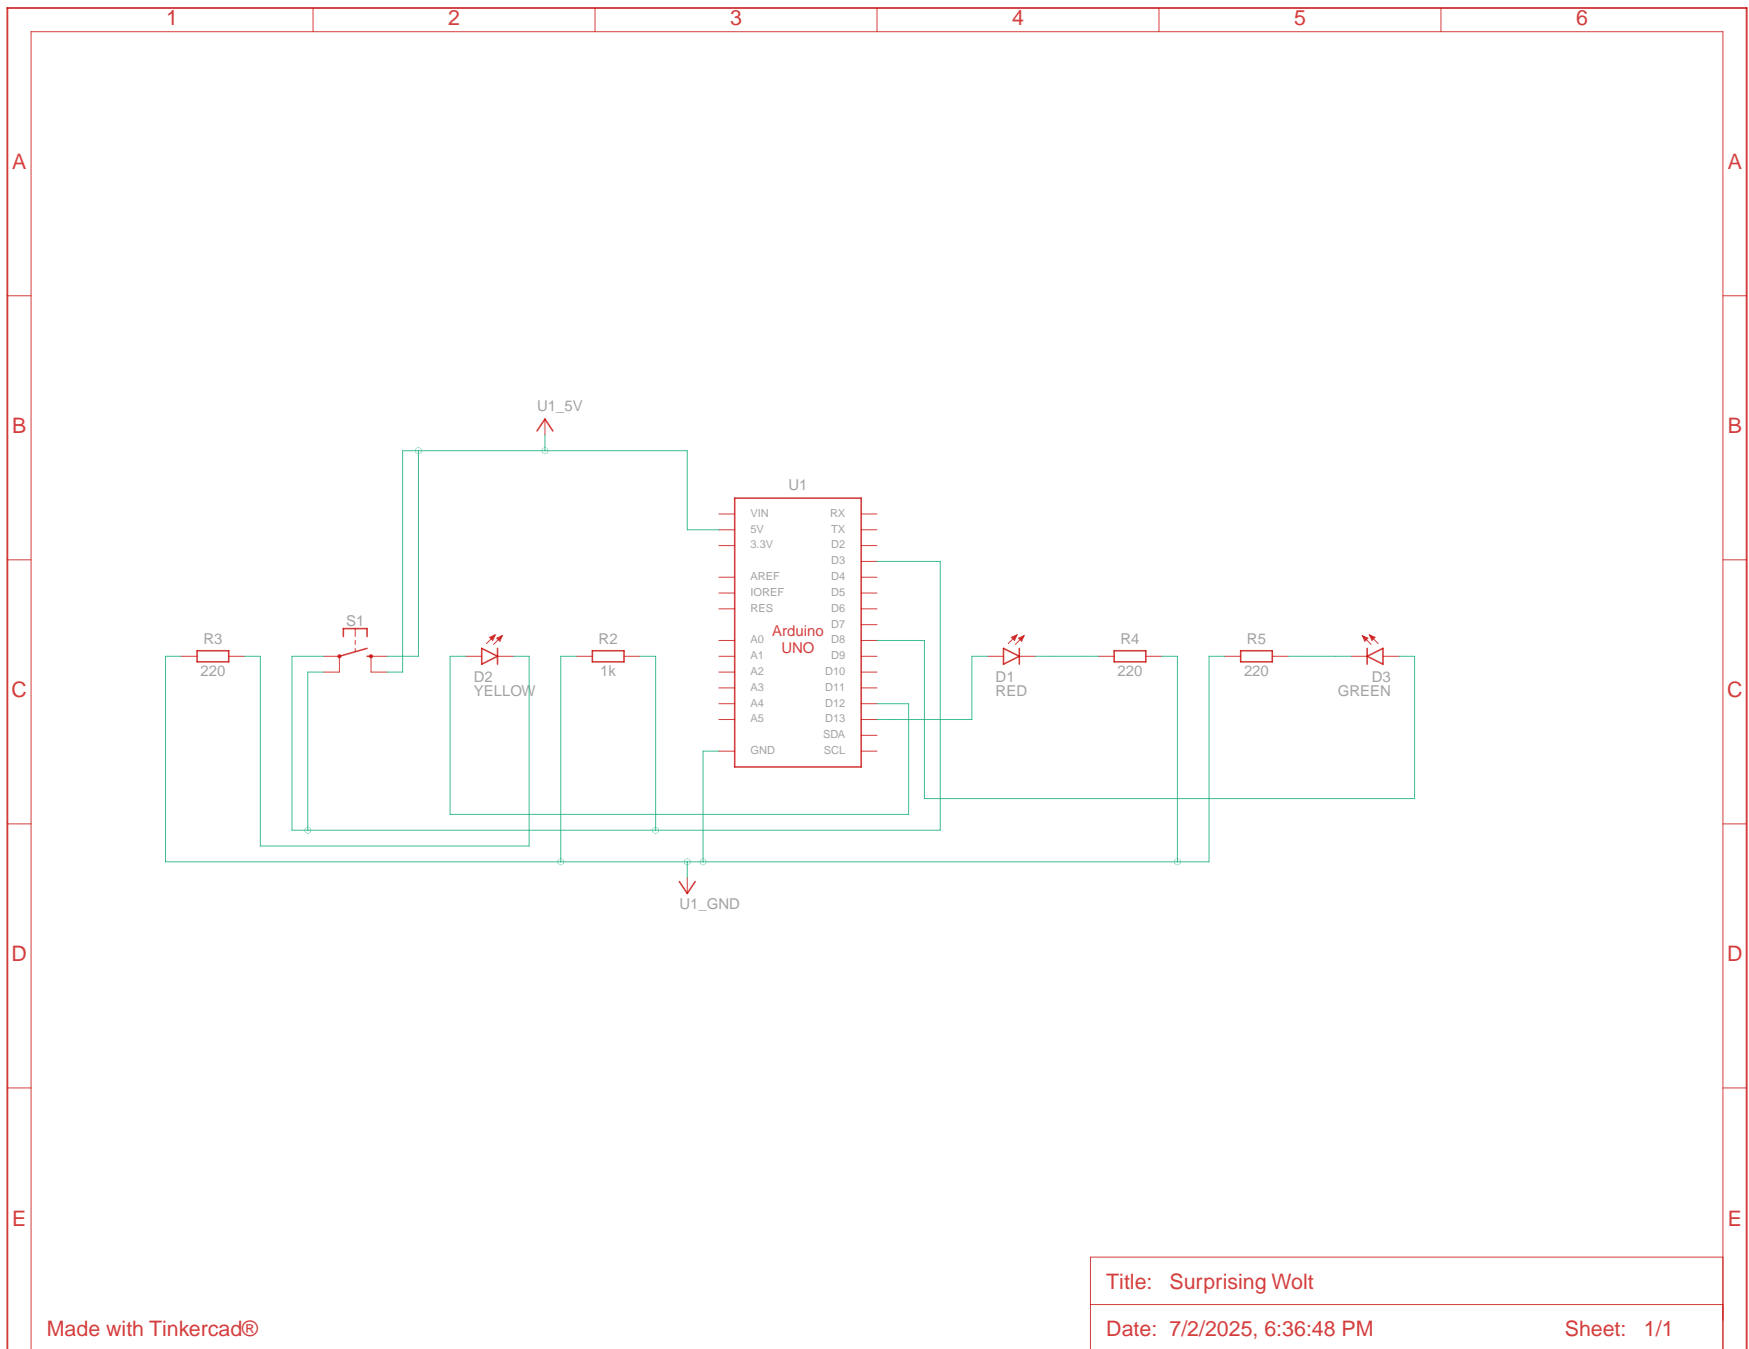 1 2 3 4 5 6
A A
B B
U1_5V
U1
VIN RX
5V TX
3.3V D2
D3
AREF D4
IOREF D5
RES D6
D7
A0 D8
A1 D9
A2 D10
A3 D11
A4 D12
A5 D13
SDA
GND SCL
Arduino
UNO
R3
220
S1
D2
YELLOW
R2
1k
D1
RED
R4
220
R5
220
D3
GREEN
C C
U1_GND
D D
E E
Title: Surprising Wolt
Made with Tinkercad®
Date: 7/2/2025, 6:36:48 PM Sheet: 1/1